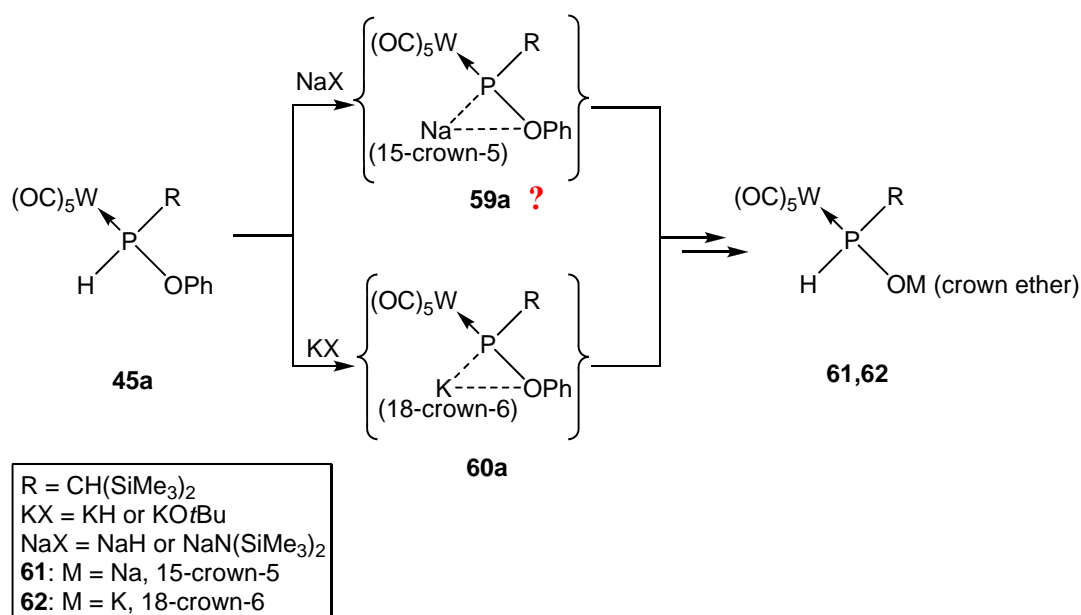 (OC)5W R
P
NaX
Na OPh
(15-crown-5)
59a ?
(OC)5W R
P
H OPh
45a
(OC)5W R
P
H OM (crown ether)
61,62
(OC)5W R
P
KX
K OPh
(18-crown-6)
60a
R = CH(SiMe3)2
KX = KH or KOtBu
NaX = NaH or NaN(SiMe3)2
61: M = Na, 15-crown-5
62: M = K, 18-crown-6